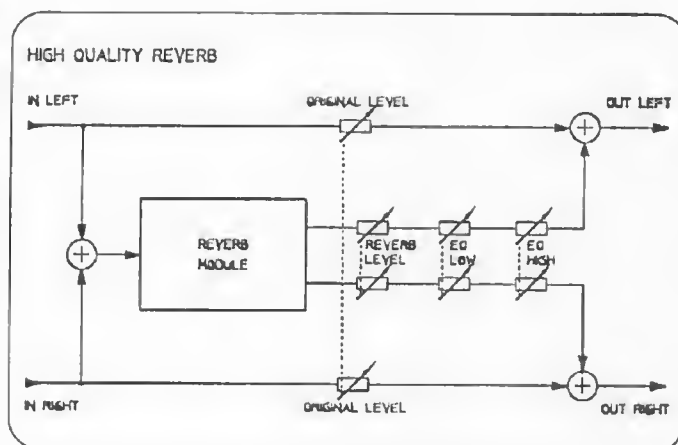 HIGH QUALITY REVERB
IN LEFT
ORIGINAL LEVEL
OUT LEFT
REVERB
MODULE
REVERB
LEVEL
EQ
LOW
EQ
HIGH
IN RIGHT
ORIGINAL LEVEL
OUT RIGHT